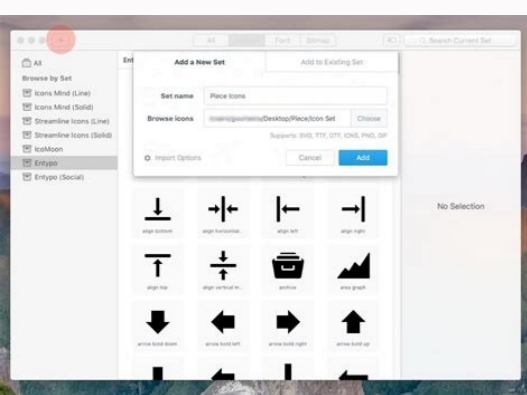 All Font Bitmap Search Current Set
All
Browse by Set
Icons Mind (Line)
Icons Mind (Solid)
Streamline Icons (Line)
Streamline Icons (Solid)
IcoMoon
Entypo
Entypo (Social)
Ent
Add a New Set Add to Existing Set
Set name Piece Icons
Browse icons /Desktop/Piece/Icon Set Choose
Supports: SVG, TTF, OTF, ICNS, PNG, GIF
Import Options Cancel Add
No Selection
align bottom align horizontal... align left align right
align top align vertical m... archive area graph
arrow bold down arrow bold left arrow bold right arrow bold up